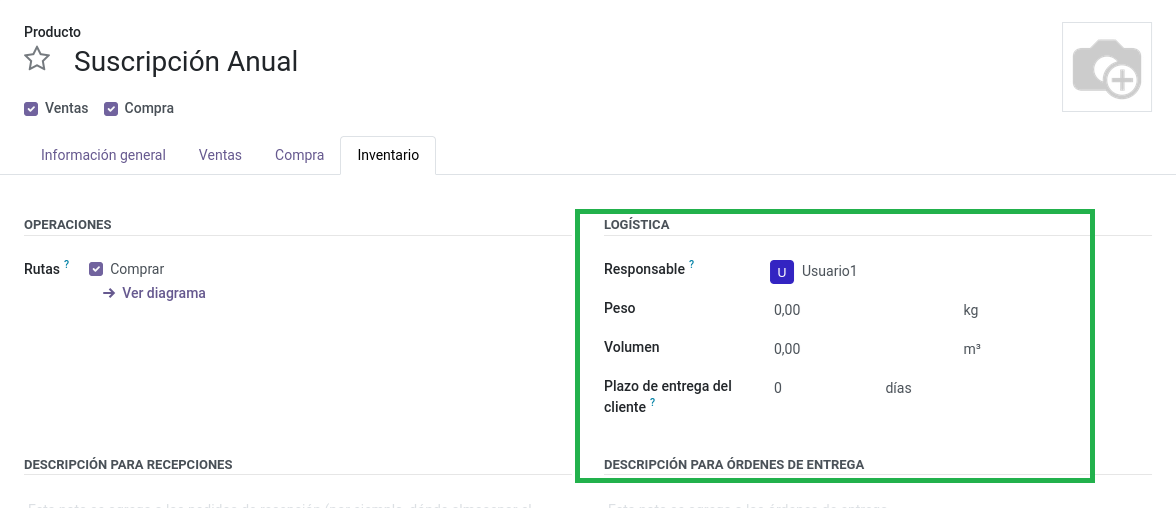 Producto
Suscripción Anual
Ventas Compra
Información general Ventas Compra Inventario
OPERACIONES
Rutas ? Comprar
→ Ver diagrama
LOGÍSTICA
Responsable ? U Usuario1
Peso 0,00 kg
Volumen 0,00 m³
Plazo de entrega del
cliente ? 0 días
DESCRIPCIÓN PARA RECEPCIONES
DESCRIPCIÓN PARA ÓRDENES DE ENTREGA